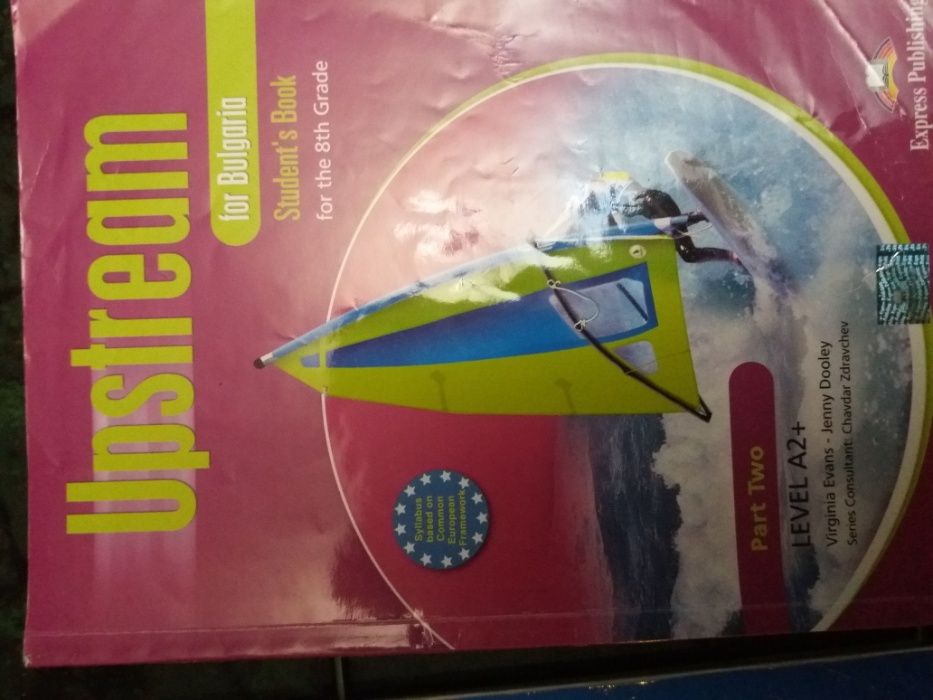 Upstream
for Bulgaria
Student's Book
for the 8th Grade
Syllabus
based on
Common
European
Framework
Part Two
LEVEL A2+
Virginia Evans - Jenny Dooley
Series Consultant: Chavdar Zdravchev
Express Publishing